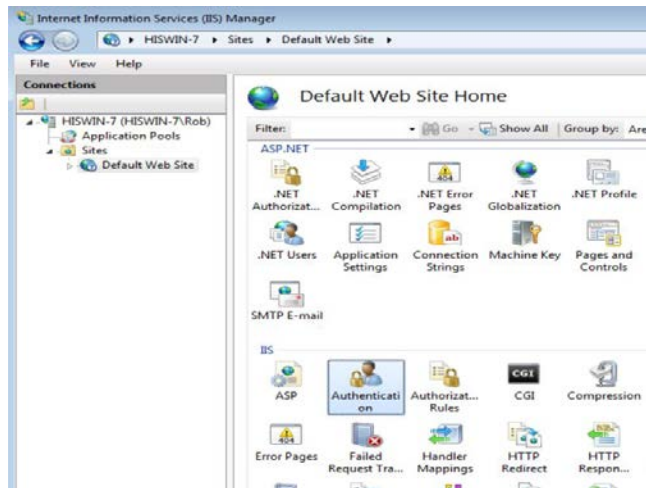 Internet Information Services (IIS) Manager
HISWIN-7 Sites Default Web Site
File View Help
Connections
HISWIN-7 (HISWIN-7\Rob)
Application Pools
Sites
Default Web Site
Default Web Site Home
Filter: Go Show All Group by: Are
ASP.NET
.NET Authorizat... .NET Compilation .NET Error Pages .NET Globalization .NET Profile
.NET Users Application Settings Connection Strings Machine Key Pages and Controls
SMTP E-mail
IIS
ASP Authenticati on Authorizat... Rules CGI Compression
Error Pages Failed Request Tra... Handler Mappings HTTP Redirect HTTP Respon...